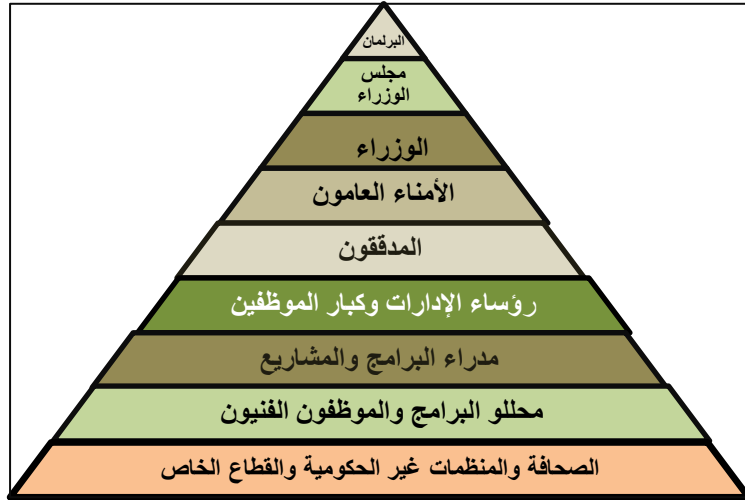 البرلمان
مجلس
الوزراء
الوزراء
الأمناء العامون
المدققون
رؤساء الإدارات وكبار الموظفين
مدراء البرامج والمشاريع
محللو البرامج والموظفون الفنيون
الصحافة والمنظمات غير الحكومية والقطاع الخاص